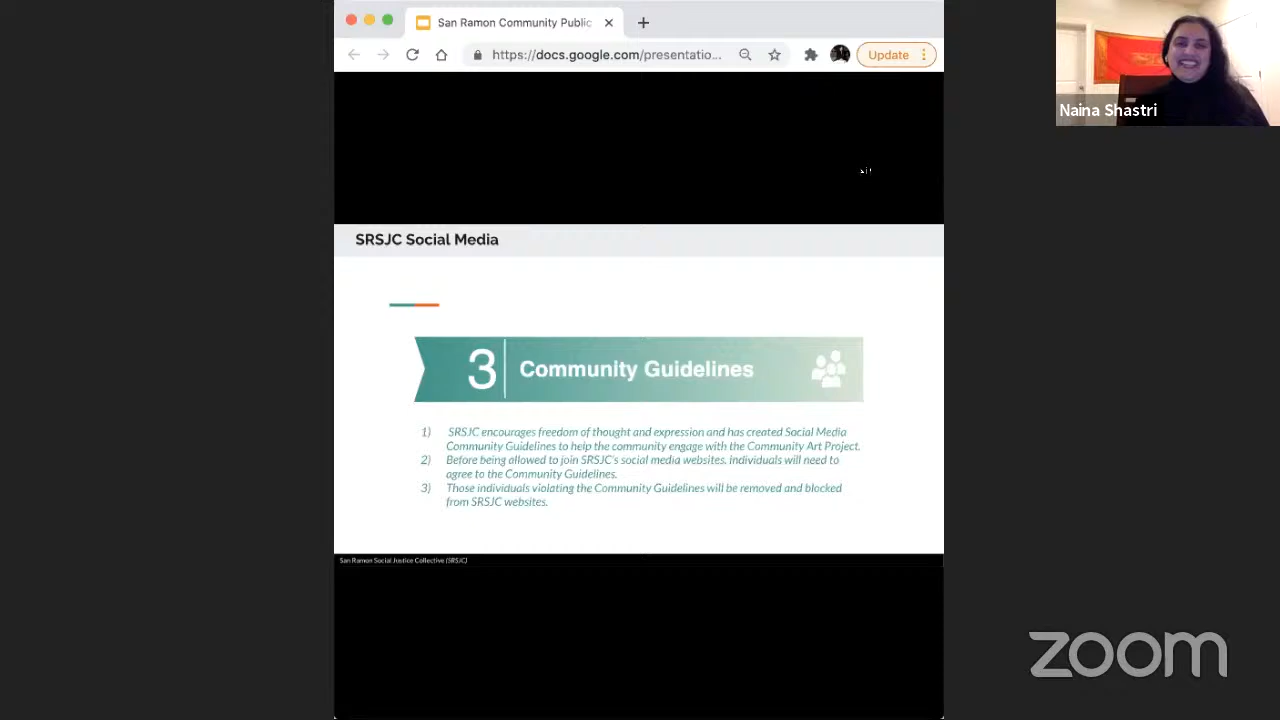 San Ramon Community Public
https://docs.google.com/presentatio...
Update
Naina Shastri
SRSJC Social Media
3
Community Guidelines
1) SRSJC encourages freedom of thought and expression and has created Social Media
Community Guidelines to help the community engage with the Community Art Project.
2) Before being allowed to join SRSJC's social media websites, individuals will need to
agree to the Community Guidelines.
3) Those individuals violating the Community Guidelines will be removed and blocked
from SRSJC websites.
San Ramon Social Justice Collective (SRSJC)
zoom